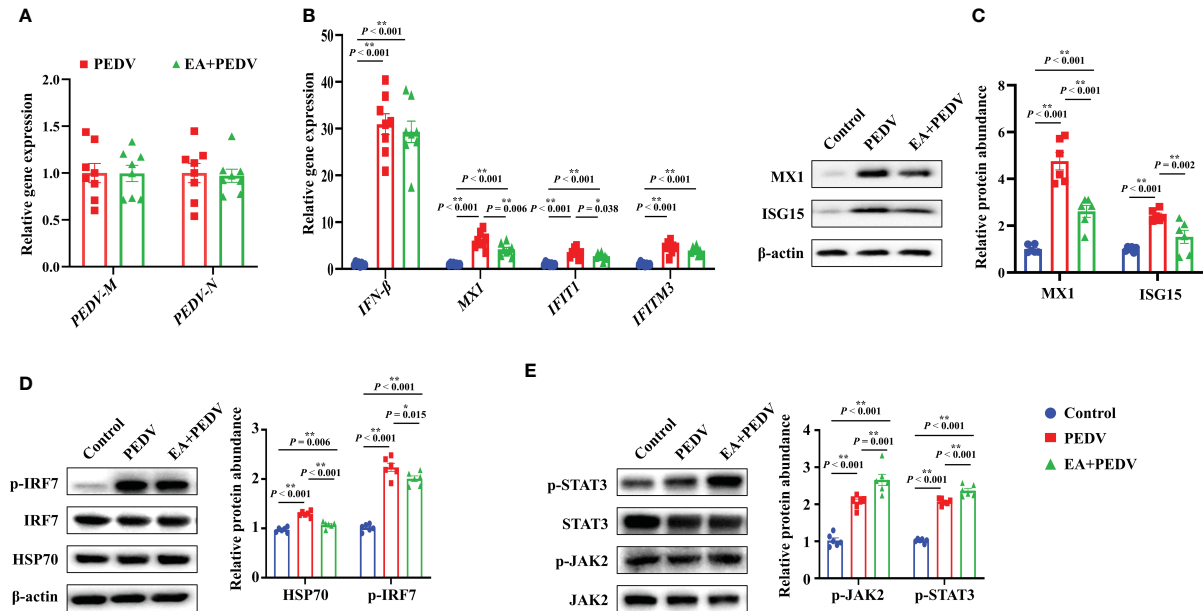 A
PEDV
EA+PEDV
Relative gene expression
2.0
1.5
1.0
0.5
0.0
PEDV-M
PEDV-N
B
Relative gene expression
50
40
30
20
10
0
**
P < 0.001
**
P < 0.001
**
P < 0.001
**
P < 0.001
**
P = 0.006
**
P < 0.001
**
P < 0.001
*
P = 0.038
**
P < 0.001
**
P < 0.001
IFN-β
MX1
IFIT1
IFITM3
C
Control
PEDV
EA+PEDV
MX1
ISG15
β-actin
Relative protein abundance
8
6
4
2
0
**
P < 0.001
**
P < 0.001
**
P < 0.001
**
P = 0.002
**
P < 0.001
MX1
ISG15
D
Control
PEDV
EA+PEDV
p-IRF7
IRF7
HSP70
β-actin
Relative protein abundance
3
2
1
0
**
P = 0.006
**
P < 0.001
**
P < 0.001
**
P < 0.001
*
P = 0.015
**
P < 0.001
HSP70
p-IRF7
E
Control
PEDV
EA+PEDV
p-STAT3
STAT3
p-JAK2
JAK2
Relative protein abundance
4
3
2
1
0
**
P < 0.001
**
P = 0.001
**
P < 0.001
**
P < 0.001
**
P < 0.001
**
P < 0.001
p-JAK2
p-STAT3
Control
PEDV
EA+PEDV